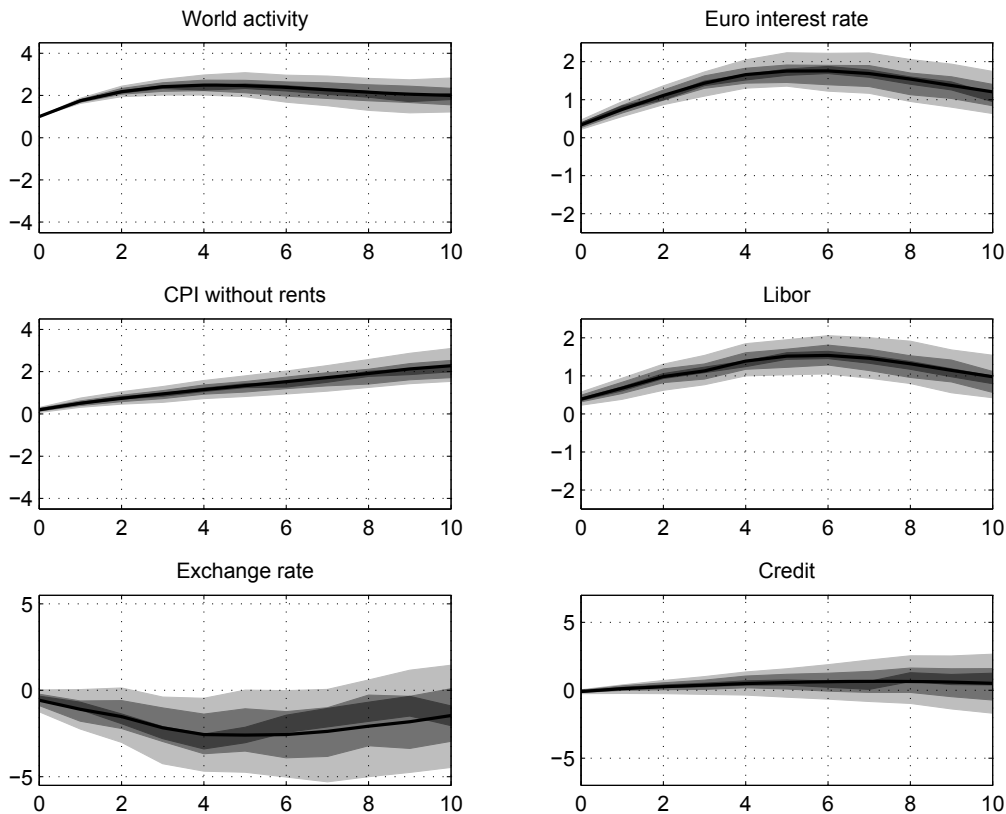 World activity
4
2
0
−2
−4
0 2 4 6 8 10
Euro interest rate
2
1
0
−1
−2
0 2 4 6 8 10
CPI without rents
4
2
0
−2
−4
0 2 4 6 8 10
Libor
2
1
0
−1
−2
0 2 4 6 8 10
Exchange rate
5
0
−5
0 2 4 6 8 10
Credit
5
0
−5
0 2 4 6 8 10